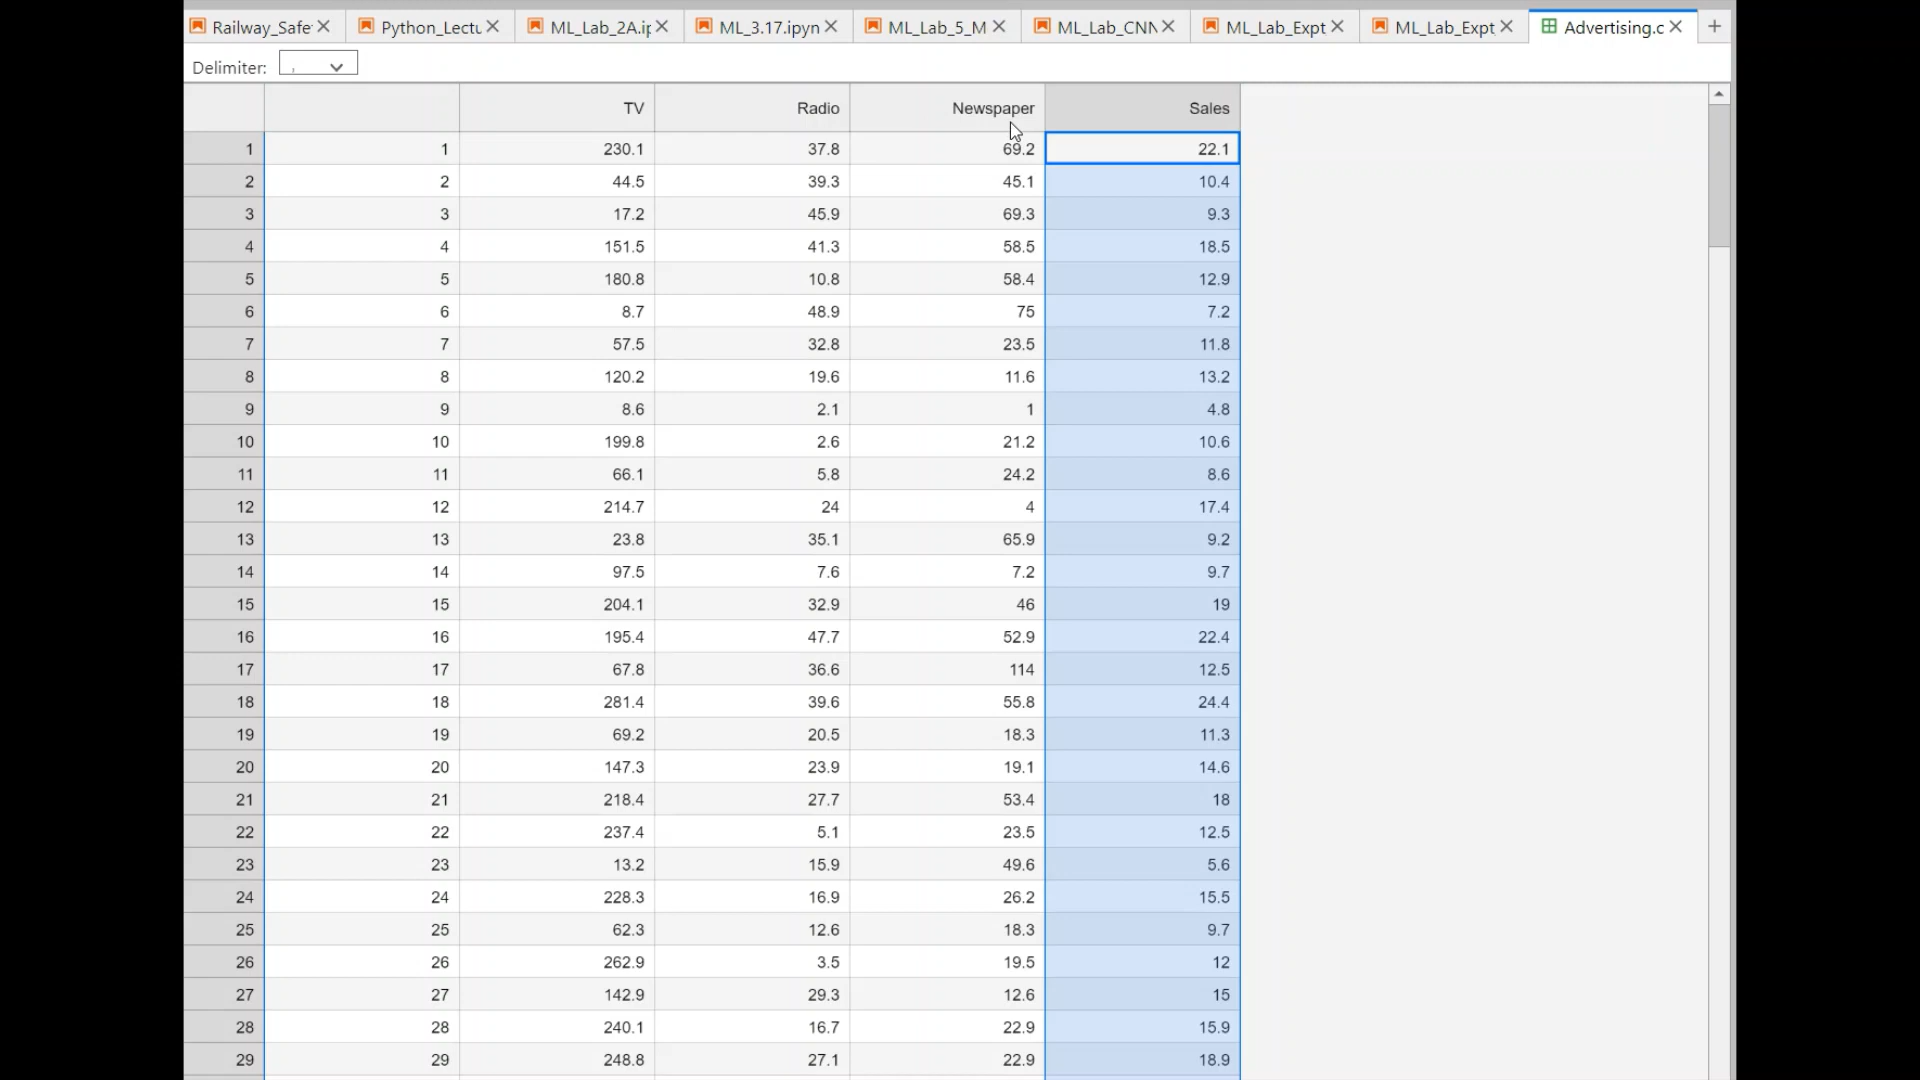 Railway_Safe Python_Lectu ML_Lab_2A.ip ML_3.17.ipyn ML_Lab_5_M ML_Lab_CNN ML_Lab_Expt ML_Lab_Expt Advertising.c
Delimiter: ,
TV Radio Newspaper Sales
1 1 230.1 37.8 69.2 22.1
2 2 44.5 39.3 45.1 10.4
3 3 17.2 45.9 69.3 9.3
4 4 151.5 41.3 58.5 18.5
5 5 180.8 10.8 58.4 12.9
6 6 8.7 48.9 75 7.2
7 7 57.5 32.8 23.5 11.8
8 8 120.2 19.6 11.6 13.2
9 9 8.6 2.1 1 4.8
10 10 199.8 2.6 21.2 10.6
11 11 66.1 5.8 24.2 8.6
12 12 214.7 24 4 17.4
13 13 23.8 35.1 65.9 9.2
14 14 97.5 7.6 7.2 9.7
15 15 204.1 32.9 46 19
16 16 195.4 47.7 52.9 22.4
17 17 67.8 36.6 114 12.5
18 18 281.4 39.6 55.8 24.4
19 19 69.2 20.5 18.3 11.3
20 20 147.3 23.9 19.1 14.6
21 21 218.4 27.7 53.4 18
22 22 237.4 5.1 23.5 12.5
23 23 13.2 15.9 49.6 5.6
24 24 228.3 16.9 26.2 15.5
25 25 62.3 12.6 18.3 9.7
26 26 262.9 3.5 19.5 12
27 27 142.9 29.3 12.6 15
28 28 240.1 16.7 22.9 15.9
29 29 248.8 27.1 22.9 18.9